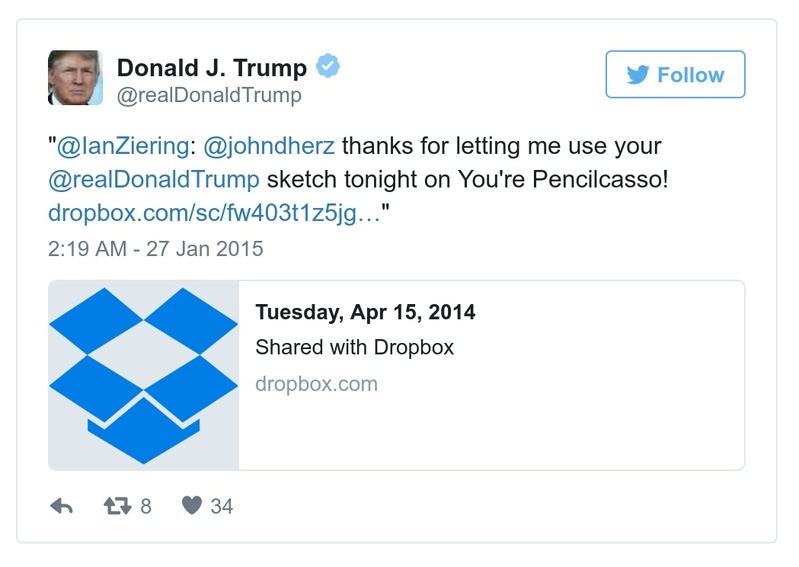 Donald J. Trump
@realDonaldTrump
Follow
"@IanZiering: @johndherz thanks for letting me use your
@realDonaldTrump sketch tonight on You're Pencilcasso!
dropbox.com/sc/fw403t1z5jg…"
2:19 AM - 27 Jan 2015
Tuesday, Apr 15, 2014
Shared with Dropbox
dropbox.com
8
34